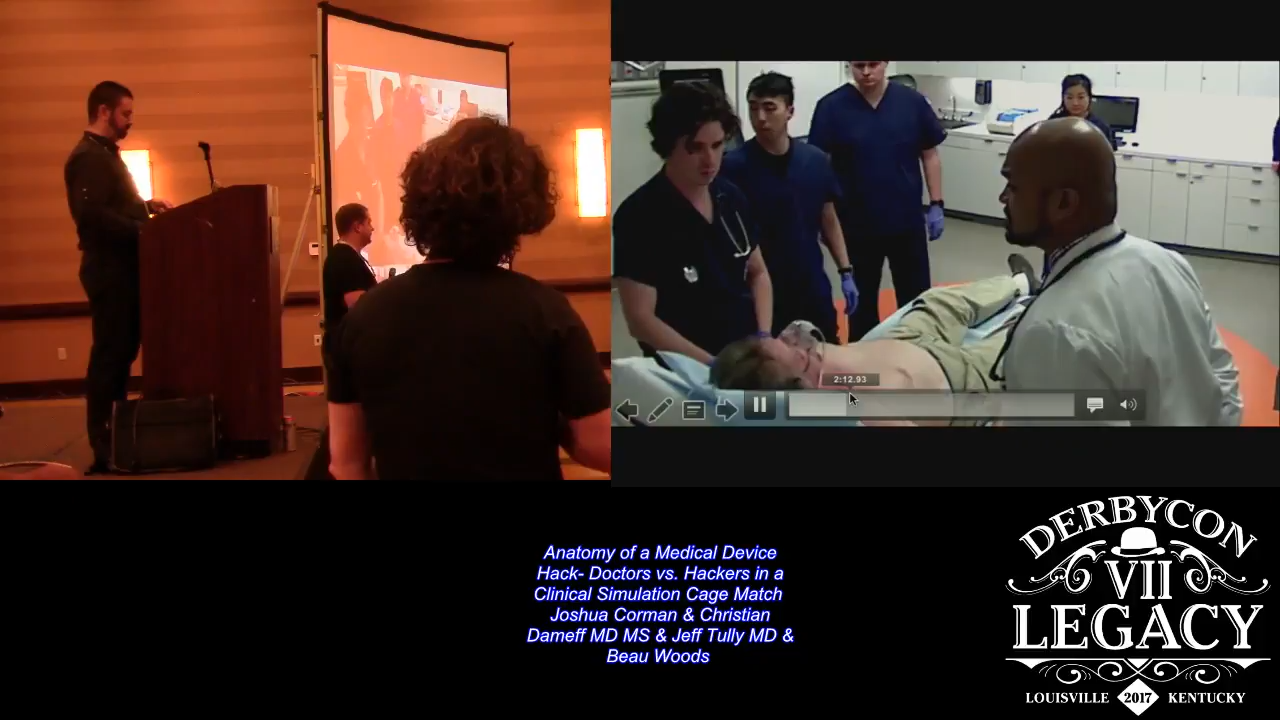 2:12.93
Anatomy of a Medical Device
Hack- Doctors vs. Hackers in a
Clinical Simulation Cage Match
Joshua Corman & Christian
Dameff MD MS & Jeff Tully MD &
Beau Woods
DERBYCON
VII
LEGACY
LOUISVILLE 2017 KENTUCKY